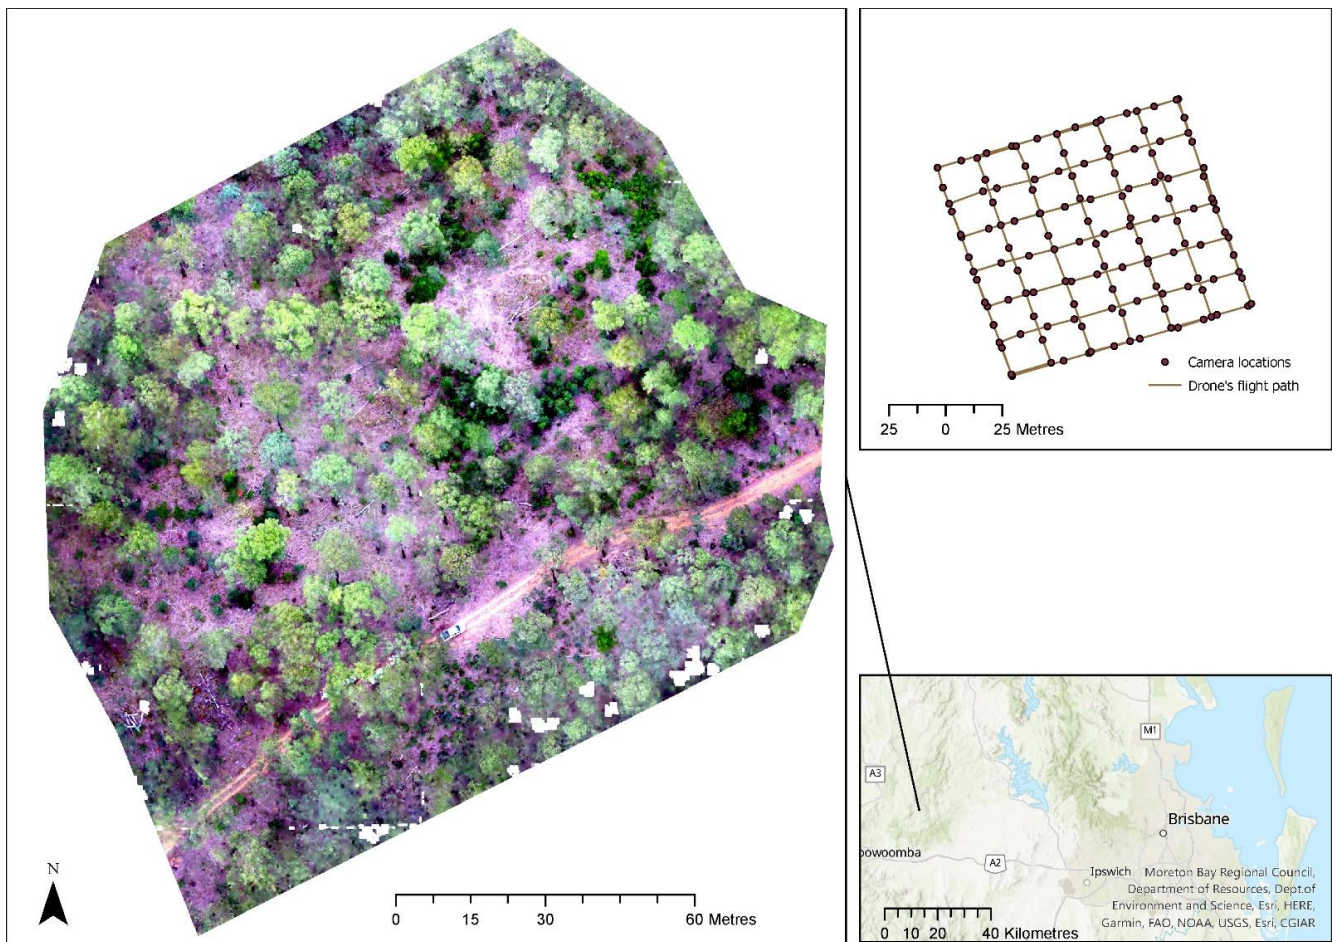 N
0 15 30 60 Metres
Camera locations
Drone's flight path
25 0 25 Metres
M1
A3
Brisbane
oowoomba
A2
Ipswich
Moreton Bay Regional Council,
Department of Resources, Dept.of
Environment and Science, Esri, HERE,
Garmin, FAO, NOAA, USGS, Esri, CGIAR
0 10 20 40 Kilometres